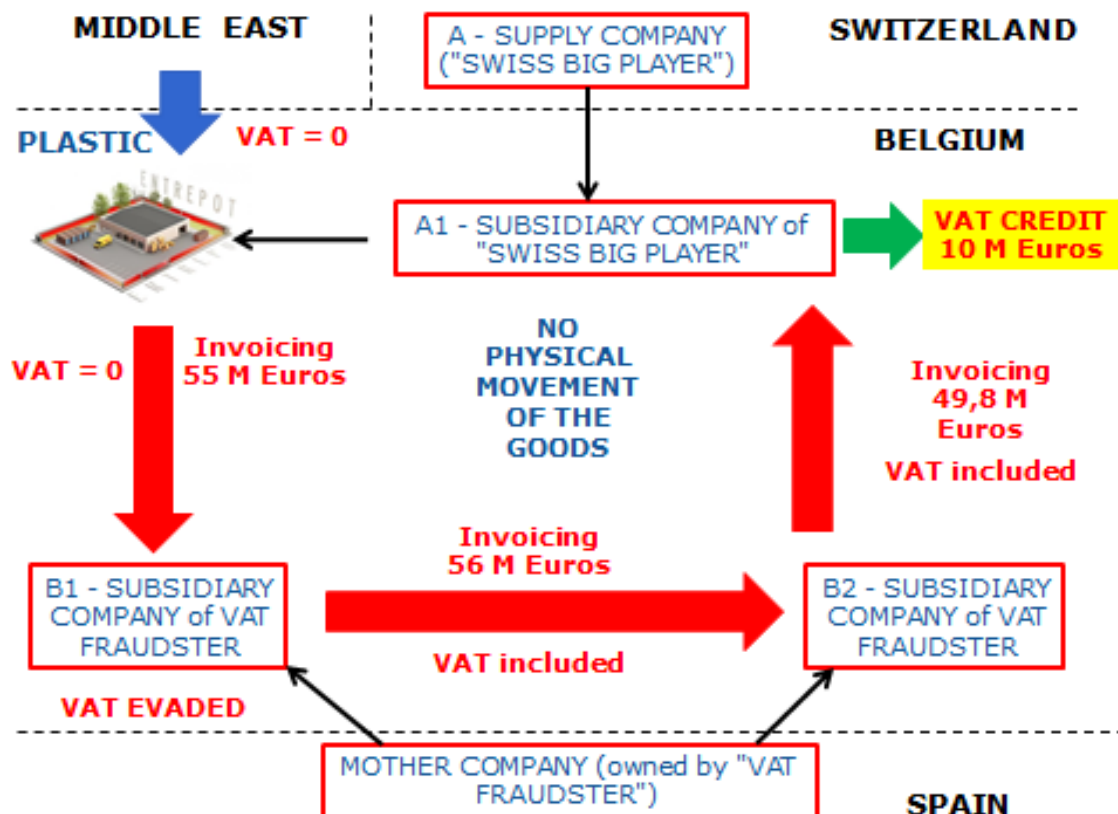 MIDDLE EAST
A - SUPPLY COMPANY
("SWISS BIG PLAYER")
SWITZERLAND
PLASTIC
VAT = 0
BELGIUM
ENTREPOT
A1 - SUBSIDIARY COMPANY of
"SWISS BIG PLAYER"
VAT CREDIT
10 M Euros
VAT = 0
Invoicing
55 M Euros
NO
PHYSICAL
MOVEMENT
OF THE
GOODS
Invoicing
49,8 M
Euros
VAT included
B1 - SUBSIDIARY
COMPANY of VAT
FRAUDSTER
Invoicing
56 M Euros
VAT included
B2 - SUBSIDIARY
COMPANY of VAT
FRAUDSTER
VAT EVADED
MOTHER COMPANY (owned by "VAT
FRAUDSTER")
SPAIN